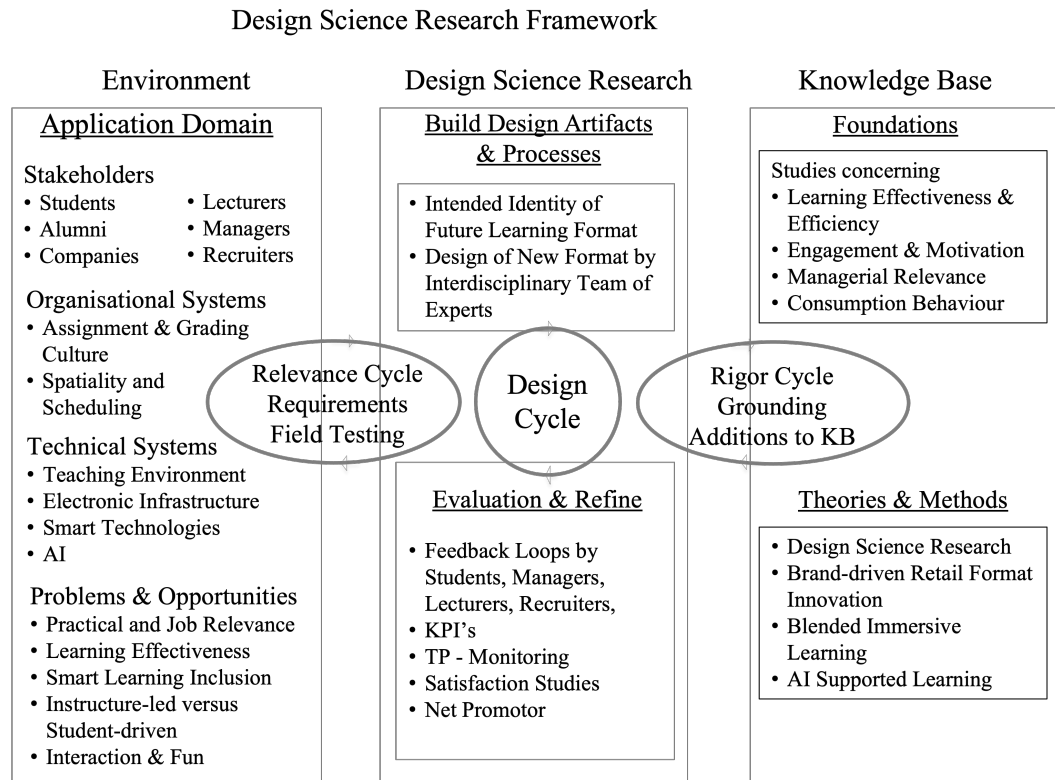 Design Science Research Framework
Environment
Application Domain
Stakeholders
• Students
• Alumni
• Companies
• Lecturers
• Managers
• Recruiters
Organisational Systems
• Assignment & Grading
Culture
• Spatiality and
Scheduling
Technical Systems
• Teaching Environment
• Electronic Infrastructure
• Smart Technologies
• AI
Problems & Opportunities
• Practical and Job Relevance
• Learning Effectiveness
• Smart Learning Inclusion
• Instructure-led versus
Student-driven
• Interaction & Fun
Relevance Cycle
Requirements
Field Testing
Design Science Research
Build Design Artifacts
& Processes
• Intended Identity of
Future Learning Format
• Design of New Format by
Interdisciplinary Team of
Experts
Design
Cycle
Evaluation & Refine
• Feedback Loops by
Students, Managers,
Lecturers, Recruiters,
• KPI's
• TP - Monitoring
• Satisfaction Studies
• Net Promotor
Rigor Cycle
Grounding
Additions to KB
Knowledge Base
Foundations
Studies concerning
• Learning Effectiveness &
Efficiency
• Engagement & Motivation
• Managerial Relevance
• Consumption Behaviour
Theories & Methods
• Design Science Research
• Brand-driven Retail Format
Innovation
• Blended Immersive
Learning
• AI Supported Learning